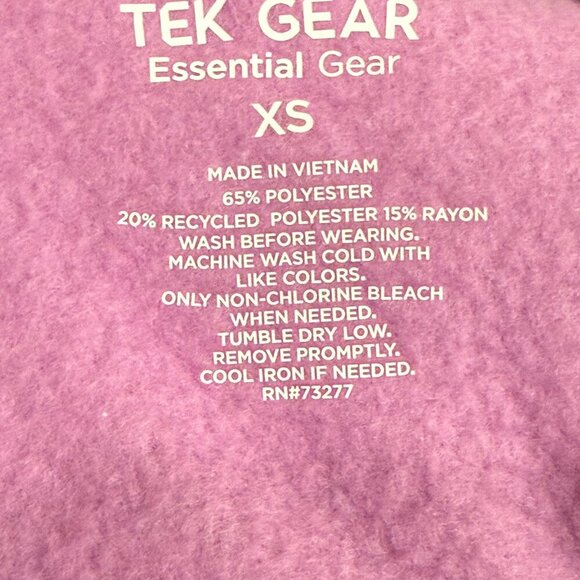 TEK GEAR
Essential Gear
XS
MADE IN VIETNAM
65% POLYESTER
20% RECYCLED POLYESTER 15% RAYON
WASH BEFORE WEARING.
MACHINE WASH COLD WITH
LIKE COLORS.
ONLY NON-CHLORINE BLEACH
WHEN NEEDED.
TUMBLE DRY LOW.
REMOVE PROMPTLY.
COOL IRON IF NEEDED.
RN#73277